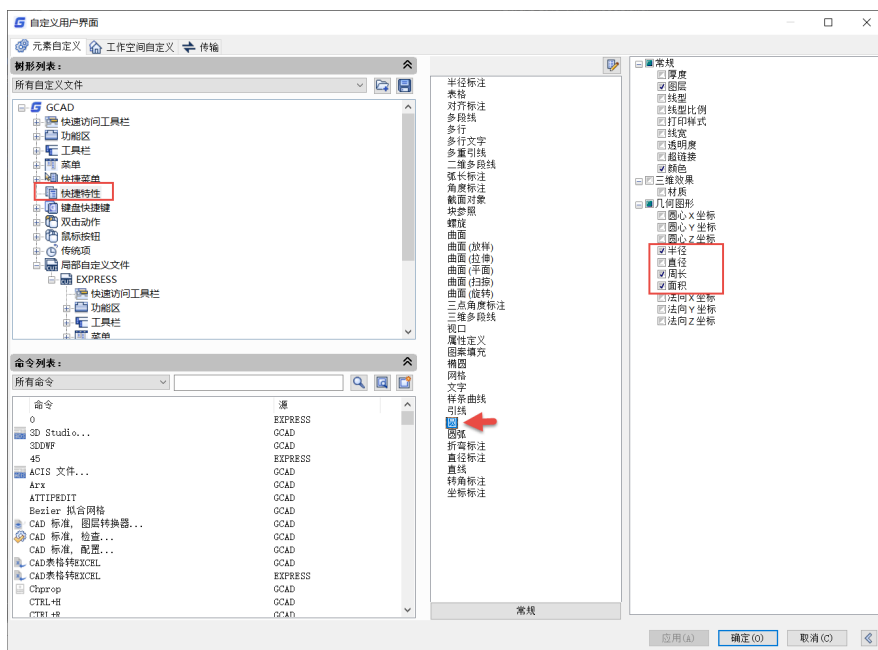 自定义用户界面
元素自定义
工作空间自定义
传输
树形列表:
所有自定义文件
GCAD
快速访问工具栏
功能区
工具栏
菜单
快捷菜单
快捷特性
键盘快捷键
双击动作
鼠标按钮
传统项
局部自定义文件
EXPRESS
快速访问工具栏
功能区
工具栏
菜单
命令列表:
所有命令
命令 源
0 EXPRESS
3D Studio... GCAD
3DDWF GCAD
45 EXPRESS
ACIS 文件... GCAD
Arx GCAD
ATTIPEDIT GCAD
Bezier 拟合网格 GCAD
CAD 标准, 图层转换器... GCAD
CAD 标准, 检查... GCAD
CAD 标准, 配置... GCAD
CAD表格转EXCEL GCAD
CAD表格转EXCEL EXPRESS
Chprop GCAD
CTRL+H GCAD
CTRL+R GCAD
半径标注
表格
对齐标注
多段线
多行
多行文字
多重引线
二维多段线
弧长标注
角度标注
截面对象
块参照
螺旋
曲面
曲面(放样)
曲面(拉伸)
曲面(平面)
曲面(扫掠)
曲面(旋转)
三点角度标注
三维多段线
视口
属性定义
图案填充
椭圆
网格
文字
样条曲线
引线
圆
圆弧
折弯标注
直径标注
直线
转角标注
坐标标注
常规
常规
厚度
图层
线型
线型比例
打印样式
线宽
透明度
超链接
颜色
三维效果
材质
几何图形
圆心 X 坐标
圆心 Y 坐标
圆心 Z 坐标
半径
直径
周长
面积
法向 X 坐标
法向 Y 坐标
法向 Z 坐标
应用(A)
确定(O)
取消(C)